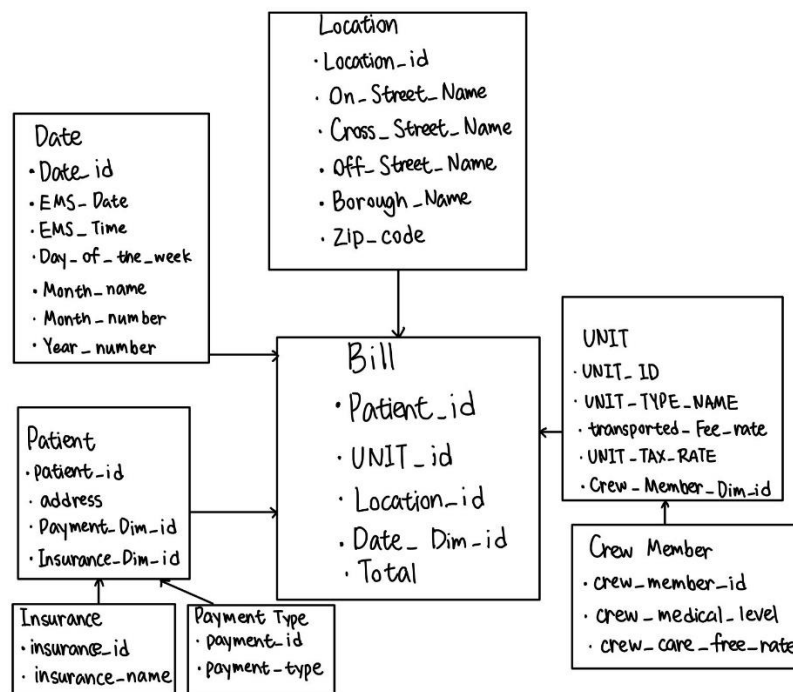 Location
· Location_id
· On_Street_Name
· Cross_Street_Name
· Off_Street_Name
· Borough_Name
· Zip_code
Date
· Date_id
· EMS_Date
· EMS_Time
· Day_of_the_week
· Month_name
· Month_number
· Year_number
Bill
· Patient_id
· UNIT_id
· Location_id
· Date_Dim_id
· Total
UNIT
· UNIT_ID
· UNIT_TYPE_NAME
· transported_Fee_rate
· UNIT_TAX_RATE
· Crew_Member_Dim_id
Patient
· patient_id
· address
· Payment_Dim_id
· Insurance_Dim_id
Crew Member
· crew_member_id
· crew_medical_level
· crew_care_free_rate
Insurance
· insurance_id
· insurance_name
Payment Type
· payment_id
· payment_type